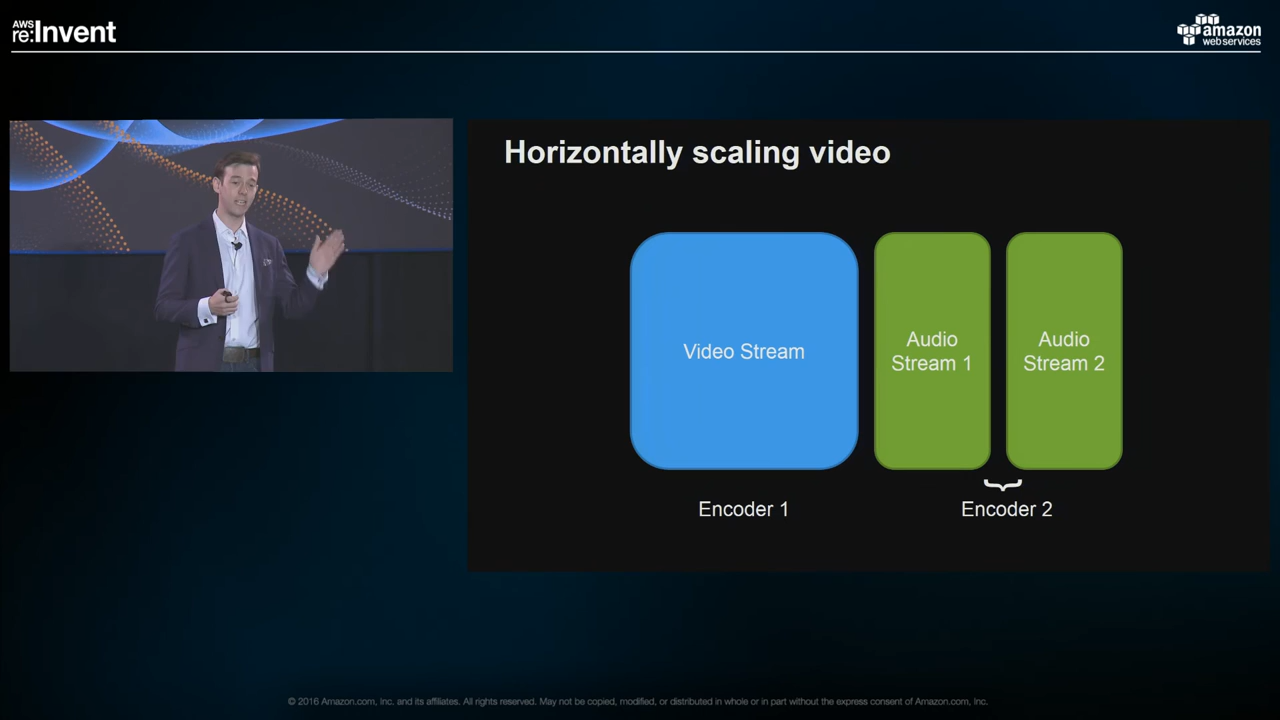 AWS
re:Invent
amazon
web services
Horizontally scaling video
Video Stream
Audio
Stream 1
Audio
Stream 2
Encoder 1
Encoder 2
© 2016 Amazon.com, Inc. and its affiliates. All rights reserved. May not be copied, modified, or distributed in whole or in part without the express consent of Amazon.com, Inc.